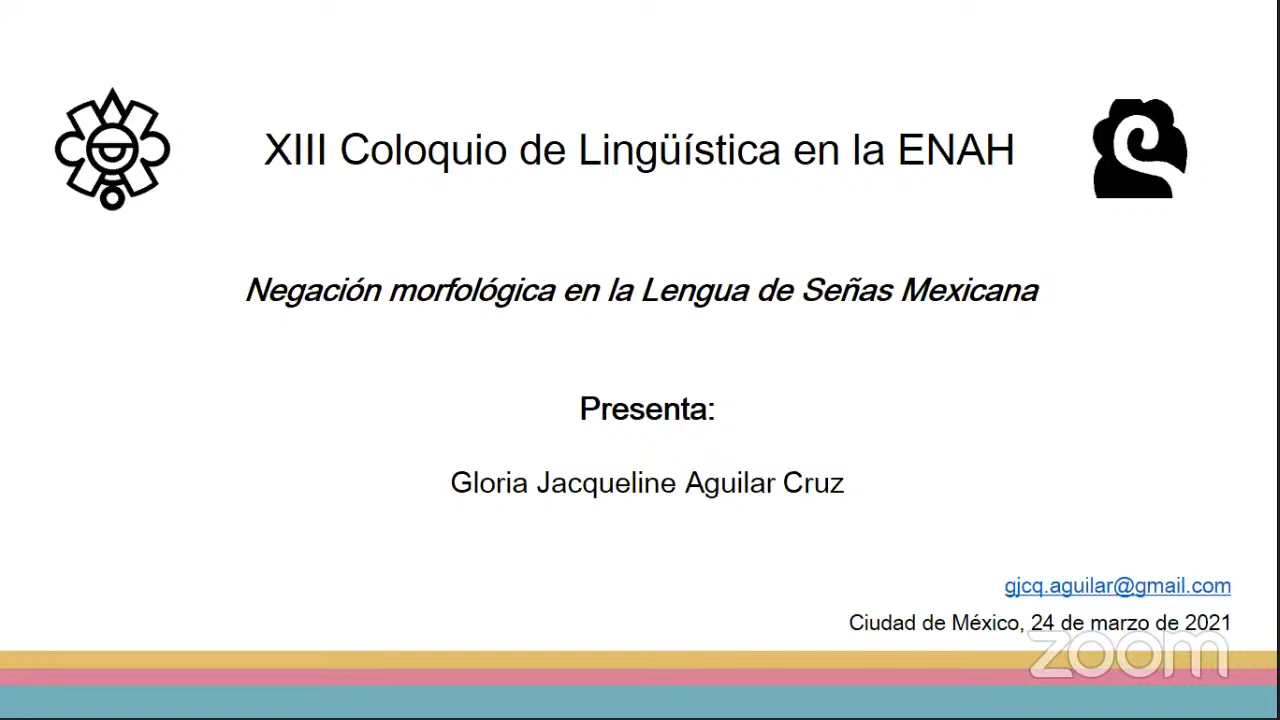 XIII Coloquio de Lingüística en la ENAH
Negación morfológica en la Lengua de Señas Mexicana
Presenta:
Gloria Jacqueline Aguilar Cruz
gjcq.aguilar@gmail.com
Ciudad de México, 24 de marzo de 2021
zoom